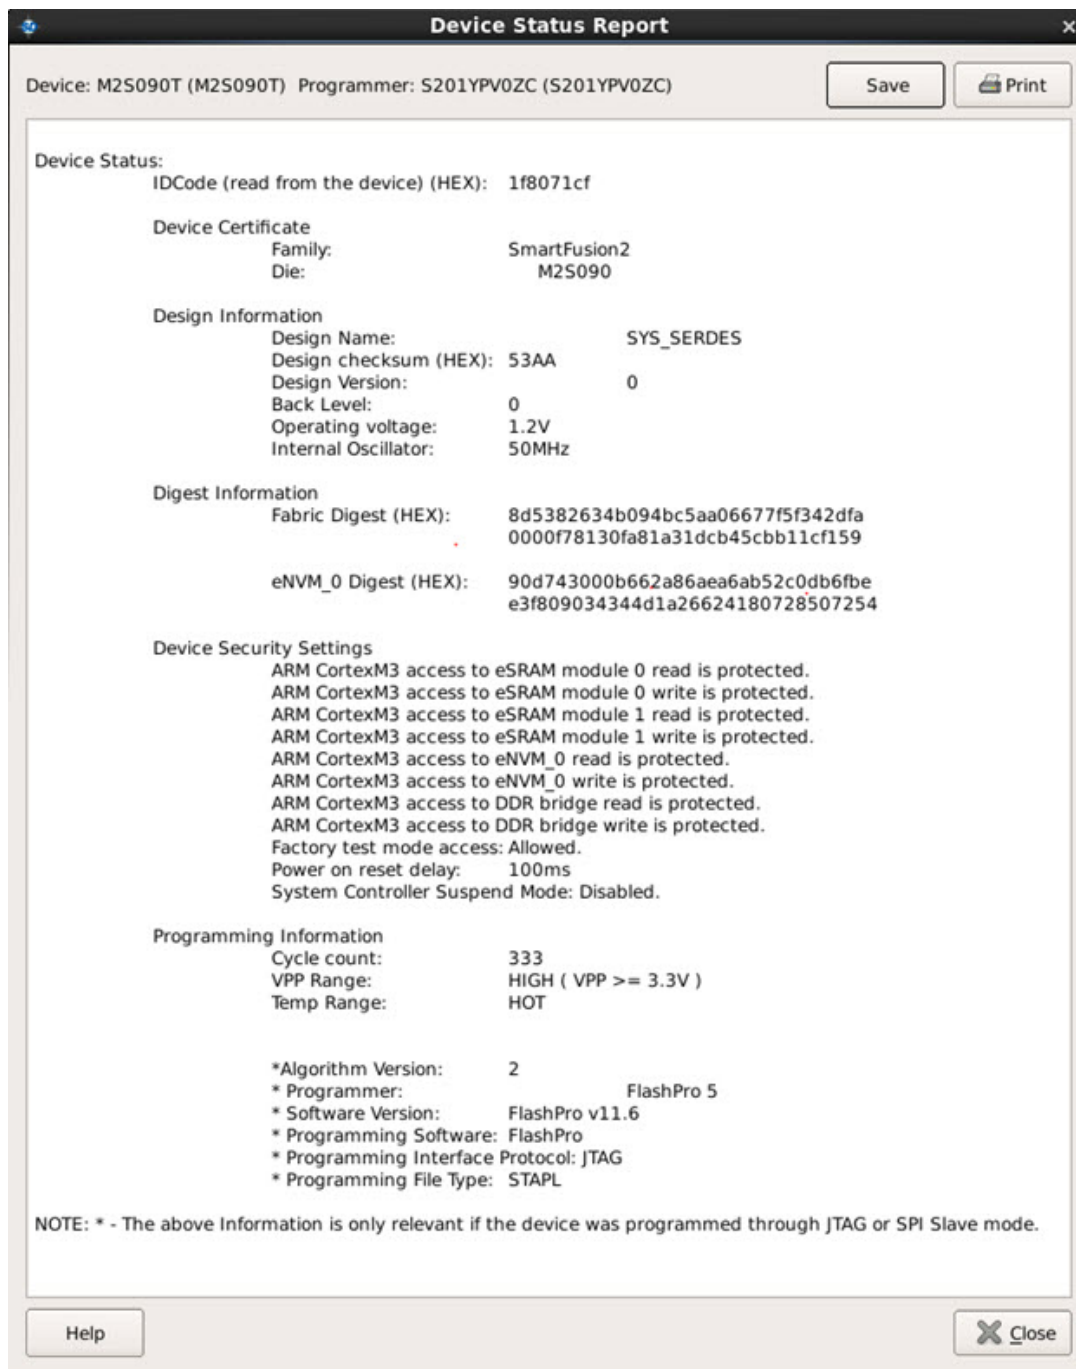 Device Status Report
Device: M2S090T (M2S090T) Programmer: S201YPV0ZC (S201YPV0ZC)
Save
Print
Device Status:
IDCode (read from the device) (HEX): 1f8071cf
Device Certificate
Family: SmartFusion2
Die: M2S090
Design Information
Design Name: SYS_SERDES
Design checksum (HEX): 53AA
Design Version: 0
Back Level: 0
Operating voltage: 1.2V
Internal Oscillator: 50MHz
Digest Information
Fabric Digest (HEX): 8d5382634b094bc5aa06677f5f342dfa
0000f78130fa81a31dcb45cbb11cf159
eNVM_0 Digest (HEX): 90d743000b662a86aea6ab52c0db6fbe
e3f809034344d1a26624180728507254
Device Security Settings
ARM CortexM3 access to eSRAM module 0 read is protected.
ARM CortexM3 access to eSRAM module 0 write is protected.
ARM CortexM3 access to eSRAM module 1 read is protected.
ARM CortexM3 access to eSRAM module 1 write is protected.
ARM CortexM3 access to eNVM_0 read is protected.
ARM CortexM3 access to eNVM_0 write is protected.
ARM CortexM3 access to DDR bridge read is protected.
ARM CortexM3 access to DDR bridge write is protected.
Factory test mode access: Allowed.
Power on reset delay: 100ms
System Controller Suspend Mode: Disabled.
Programming Information
Cycle count: 333
VPP Range: HIGH ( VPP >= 3.3V )
Temp Range: HOT
*Algorithm Version: 2
* Programmer: FlashPro 5
* Software Version: FlashPro v11.6
* Programming Software: FlashPro
* Programming Interface Protocol: JTAG
* Programming File Type: STAPL
NOTE: * - The above Information is only relevant if the device was programmed through JTAG or SPI Slave mode.
Help
Close